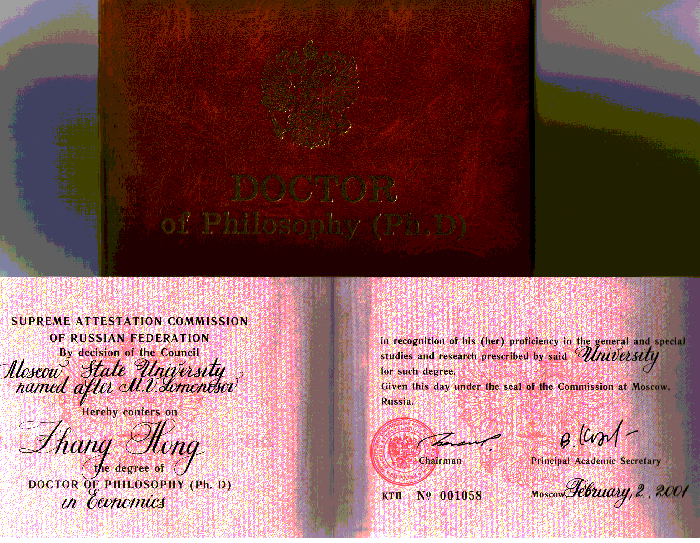 DOCTOR
of Philosophy (Ph.D)
SUPREME ATTESTATION COMMISSION
OF RUSSIAN FEDERATION
By decision of the Council
Moscow State University
named after M.V. Lomonosov
Hereby confers on
Zhang Hong
the degree of
DOCTOR OF PHILOSOPHY (Ph. D)
in Economics
in recognition of his (her) proficiency in the general and special
studies and research prescribed by said University
for such degree.
Given this day under the seal of the Commission at Moscow,
Russia.
Chairman
Principal Academic Secretary
КТП № 001058
Moscow, February, 2, 2001